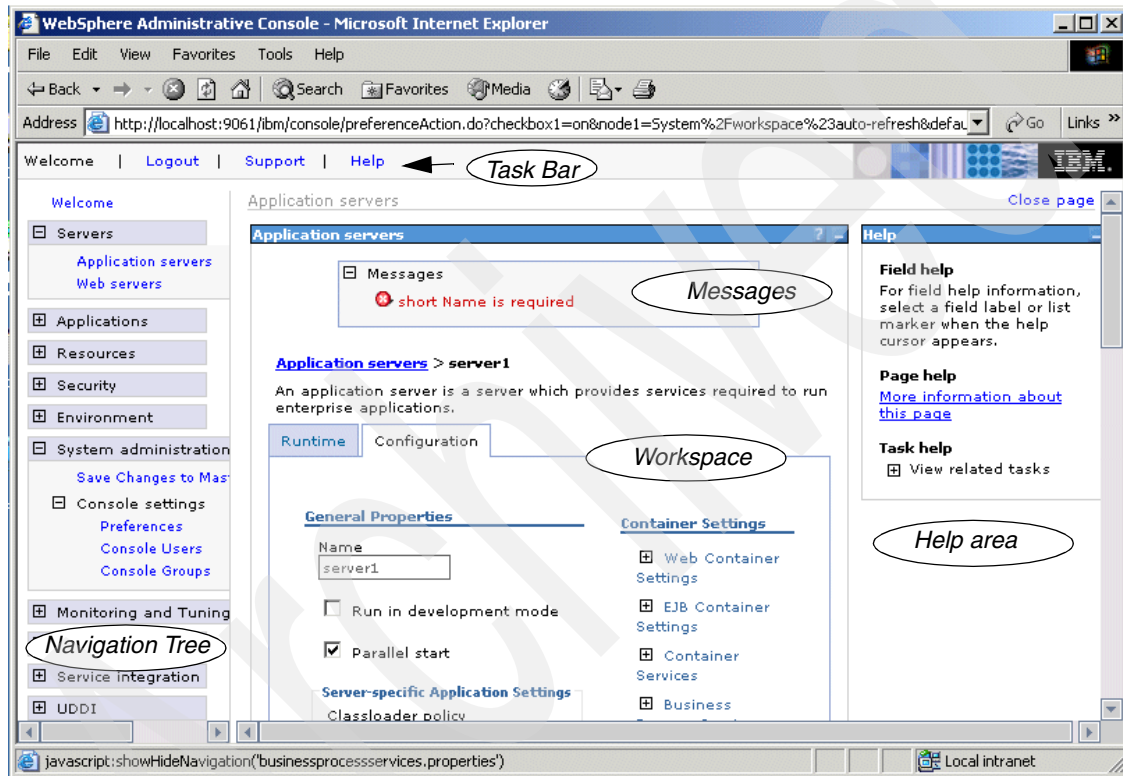 WebSphere Administrative Console - Microsoft Internet Explorer
File Edit View Favorites Tools Help
Back Search Favorites Media
Address http://localhost:9061/ibm/console/preferenceAction.do?checkbox1=on&node1=System%2Fworkspace%23auto-refresh&defau Go Links »
Welcome | Logout | Support | Help
Task Bar
IBM.
Welcome
Servers
Application servers
Web servers
Applications
Resources
Security
Environment
System administration
Save Changes to Mas
Console settings
Preferences
Console Users
Console Groups
Monitoring and Tuning
Navigation Tree
Service integration
UDDI
Application servers
Close page
Application servers ? -
Messages
short Name is required
Messages
Application servers > server1
An application server is a server which provides services required to run
enterprise applications.
Runtime Configuration
Workspace
General Properties
Name
server1
Run in development mode
Parallel start
Server-specific Application Settings
Classloader policy
Container Settings
Web Container
Settings
EJB Container
Settings
Container
Services
Business
Help
Field help
For field help information,
select a field label or list
marker when the help
cursor appears.
Page help
More information about
this page
Task help
View related tasks
Help area
javascript:showHideNavigation('businessprocessservices.properties')
Local intranet